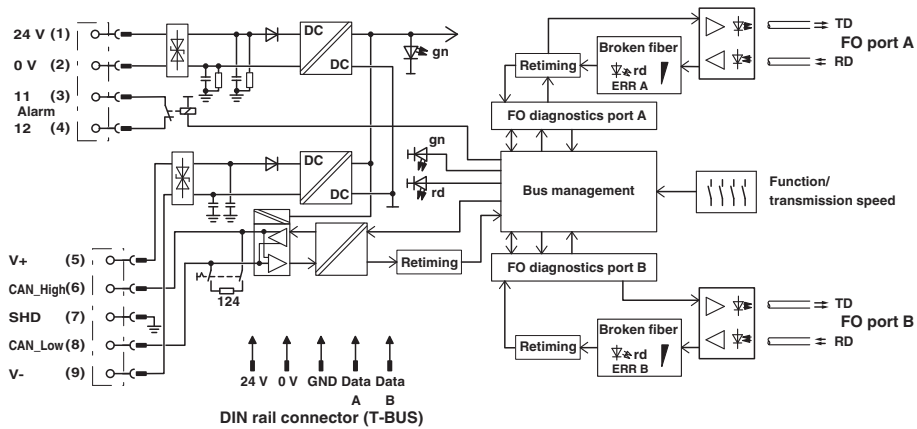 24 V (1)
0 V (2)
11 (3)
Alarm
12 (4)
DC
DC
gn
DC
DC
gn
rd
V+ (5)
CAN_High (6)
SHD (7)
CAN_Low (8)
V- (9)
124
Retiming
24 V 0 V GND Data A Data B
DIN rail connector (T-BUS)
Retiming
Broken fiber
rd
ERR A
FO diagnostics port A
TD
FO port A
RD
Bus management
Function/
transmission speed
FO diagnostics port B
Retiming
Broken fiber
rd
ERR B
TD
FO port B
RD